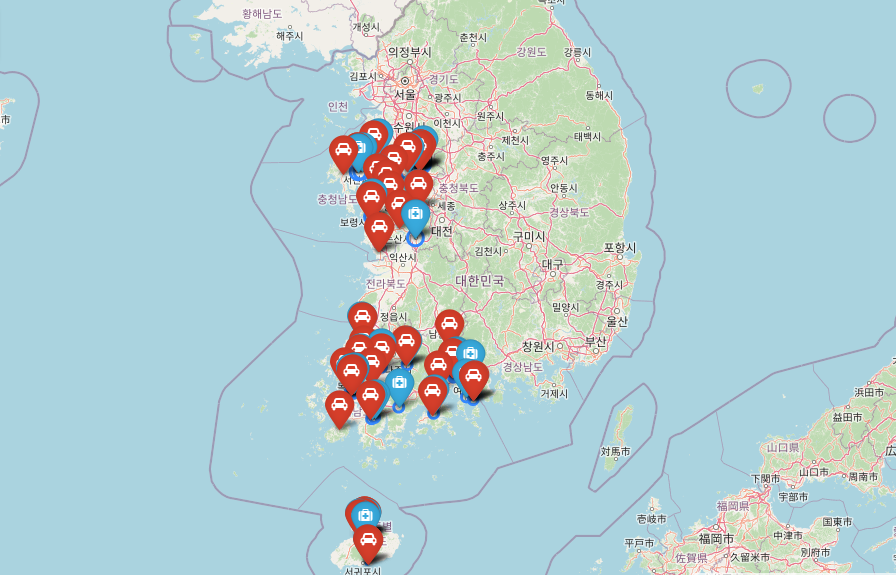 속초시
황해남도
개성시
해주시
춘천시
의정부시
강원도
강릉시
김포시
경기도
서울
광주시
동해시
인천
이천시
원주시
수원시
제천시
태백시
충주시
영주시
충청북도
안동시
충청남도
세종
상주시
경상북도
보령시
대전
구미시
김천시
포항시
익산시
대구
대한민국
경주시
전라북도
정읍시
밀양시
울산
창원시
부산
경상남도
거제시
対馬市
浜田市
益田市
山口県
山口市
周南市
下関市
宇部市
福岡県
壱岐市
国東市
福岡市
中津市
平戸市
佐賀県
久留米市
別府市
서귀포시
市
広